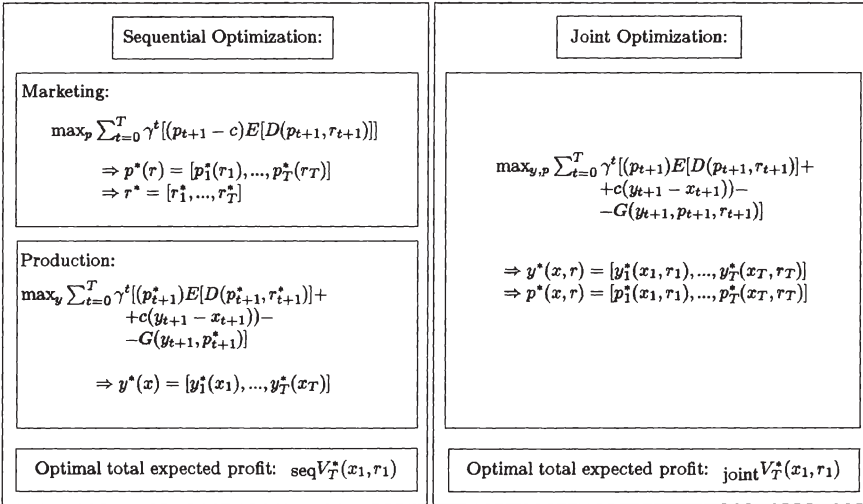 Sequential Optimization:
Marketing:
max_p ∑_{t=0}^{T} γ^t[(p_{t+1} − c)E[D(p_{t+1}, r_{t+1})]]
⇒ p*(r) = [p*_1(r_1), ..., p*_T(r_T)]
⇒ r* = [r*_1, ..., r*_T]
Production:
max_y ∑_{t=0}^{T} γ^t[(p*_{t+1})E[D(p*_{t+1}, r*_{t+1})]+
+c(y_{t+1} − x_{t+1}))−
−G(y_{t+1}, p*_{t+1})]
⇒ y*(x) = [y*_1(x_1), ..., y*_T(x_T)]
Optimal total expected profit: seqV*_T(x_1, r_1)
Joint Optimization:
max_{y,p} ∑_{t=0}^{T} γ^t[(p_{t+1})E[D(p_{t+1}, r_{t+1})]+
+c(y_{t+1} − x_{t+1}))−
−G(y_{t+1}, p_{t+1}, r_{t+1})]
⇒ y*(x, r) = [y*_1(x_1, r_1), ..., y*_T(x_T, r_T)]
⇒ p*(x, r) = [p*_1(x_1, r_1), ..., p*_T(x_T, r_T)]
Optimal total expected profit: jointV*_T(x_1, r_1)